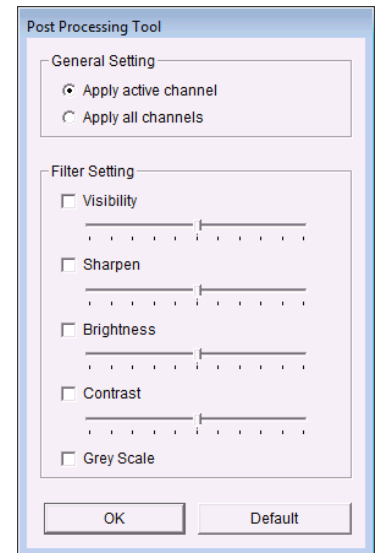 Post Processing Tool
General Setting
Apply active channel
Apply all channels
Filter Setting
Visibility
Sharpen
Brightness
Contrast
Grey Scale
OK Default